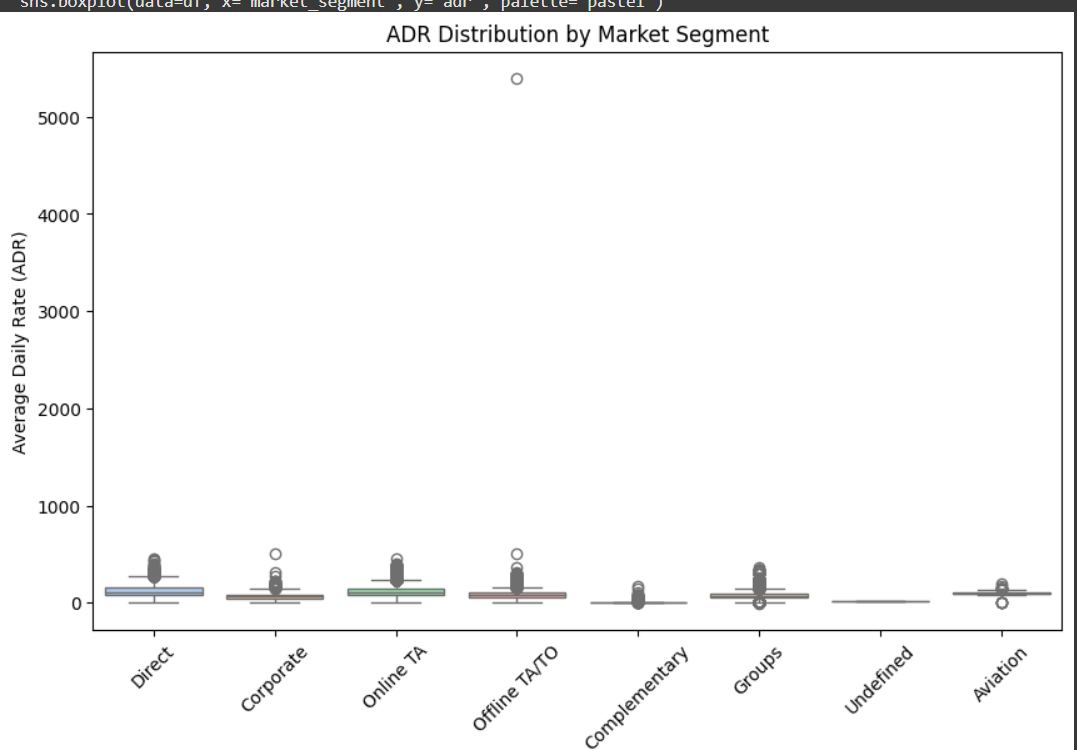 sns.boxplot(data=df, x='market_segment', y='adr', palette='pastel')
ADR Distribution by Market Segment
Average Daily Rate (ADR)
5000
4000
3000
2000
1000
0
Direct
Corporate
Online TA
Offline TA/TO
Complementary
Groups
Undefined
Aviation